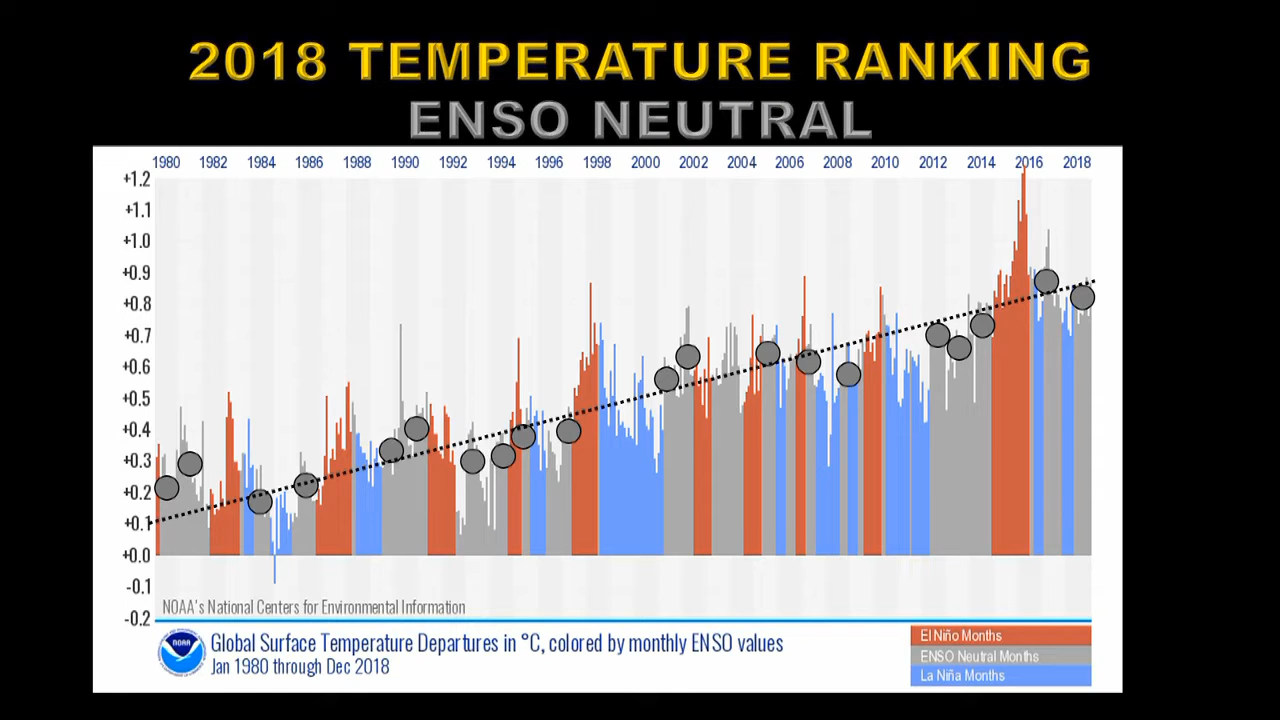 2018 TEMPERATURE RANKING
ENSO NEUTRAL
1980 1982 1984 1986 1988 1990 1992 1994 1996 1998 2000 2002 2004 2006 2008 2010 2012 2014 2016 2018
+1.2
+1.1
+1.0
+0.9
+0.8
+0.7
+0.6
+0.5
+0.4
+0.3
+0.2
+0.1
+0.0
-0.1
-0.2
NOAA's National Centers for Environmental Information
NOAA
Global Surface Temperature Departures in °C, colored by monthly ENSO values
Jan 1980 through Dec 2018
El Niño Months
ENSO Neutral Months
La Niña Months